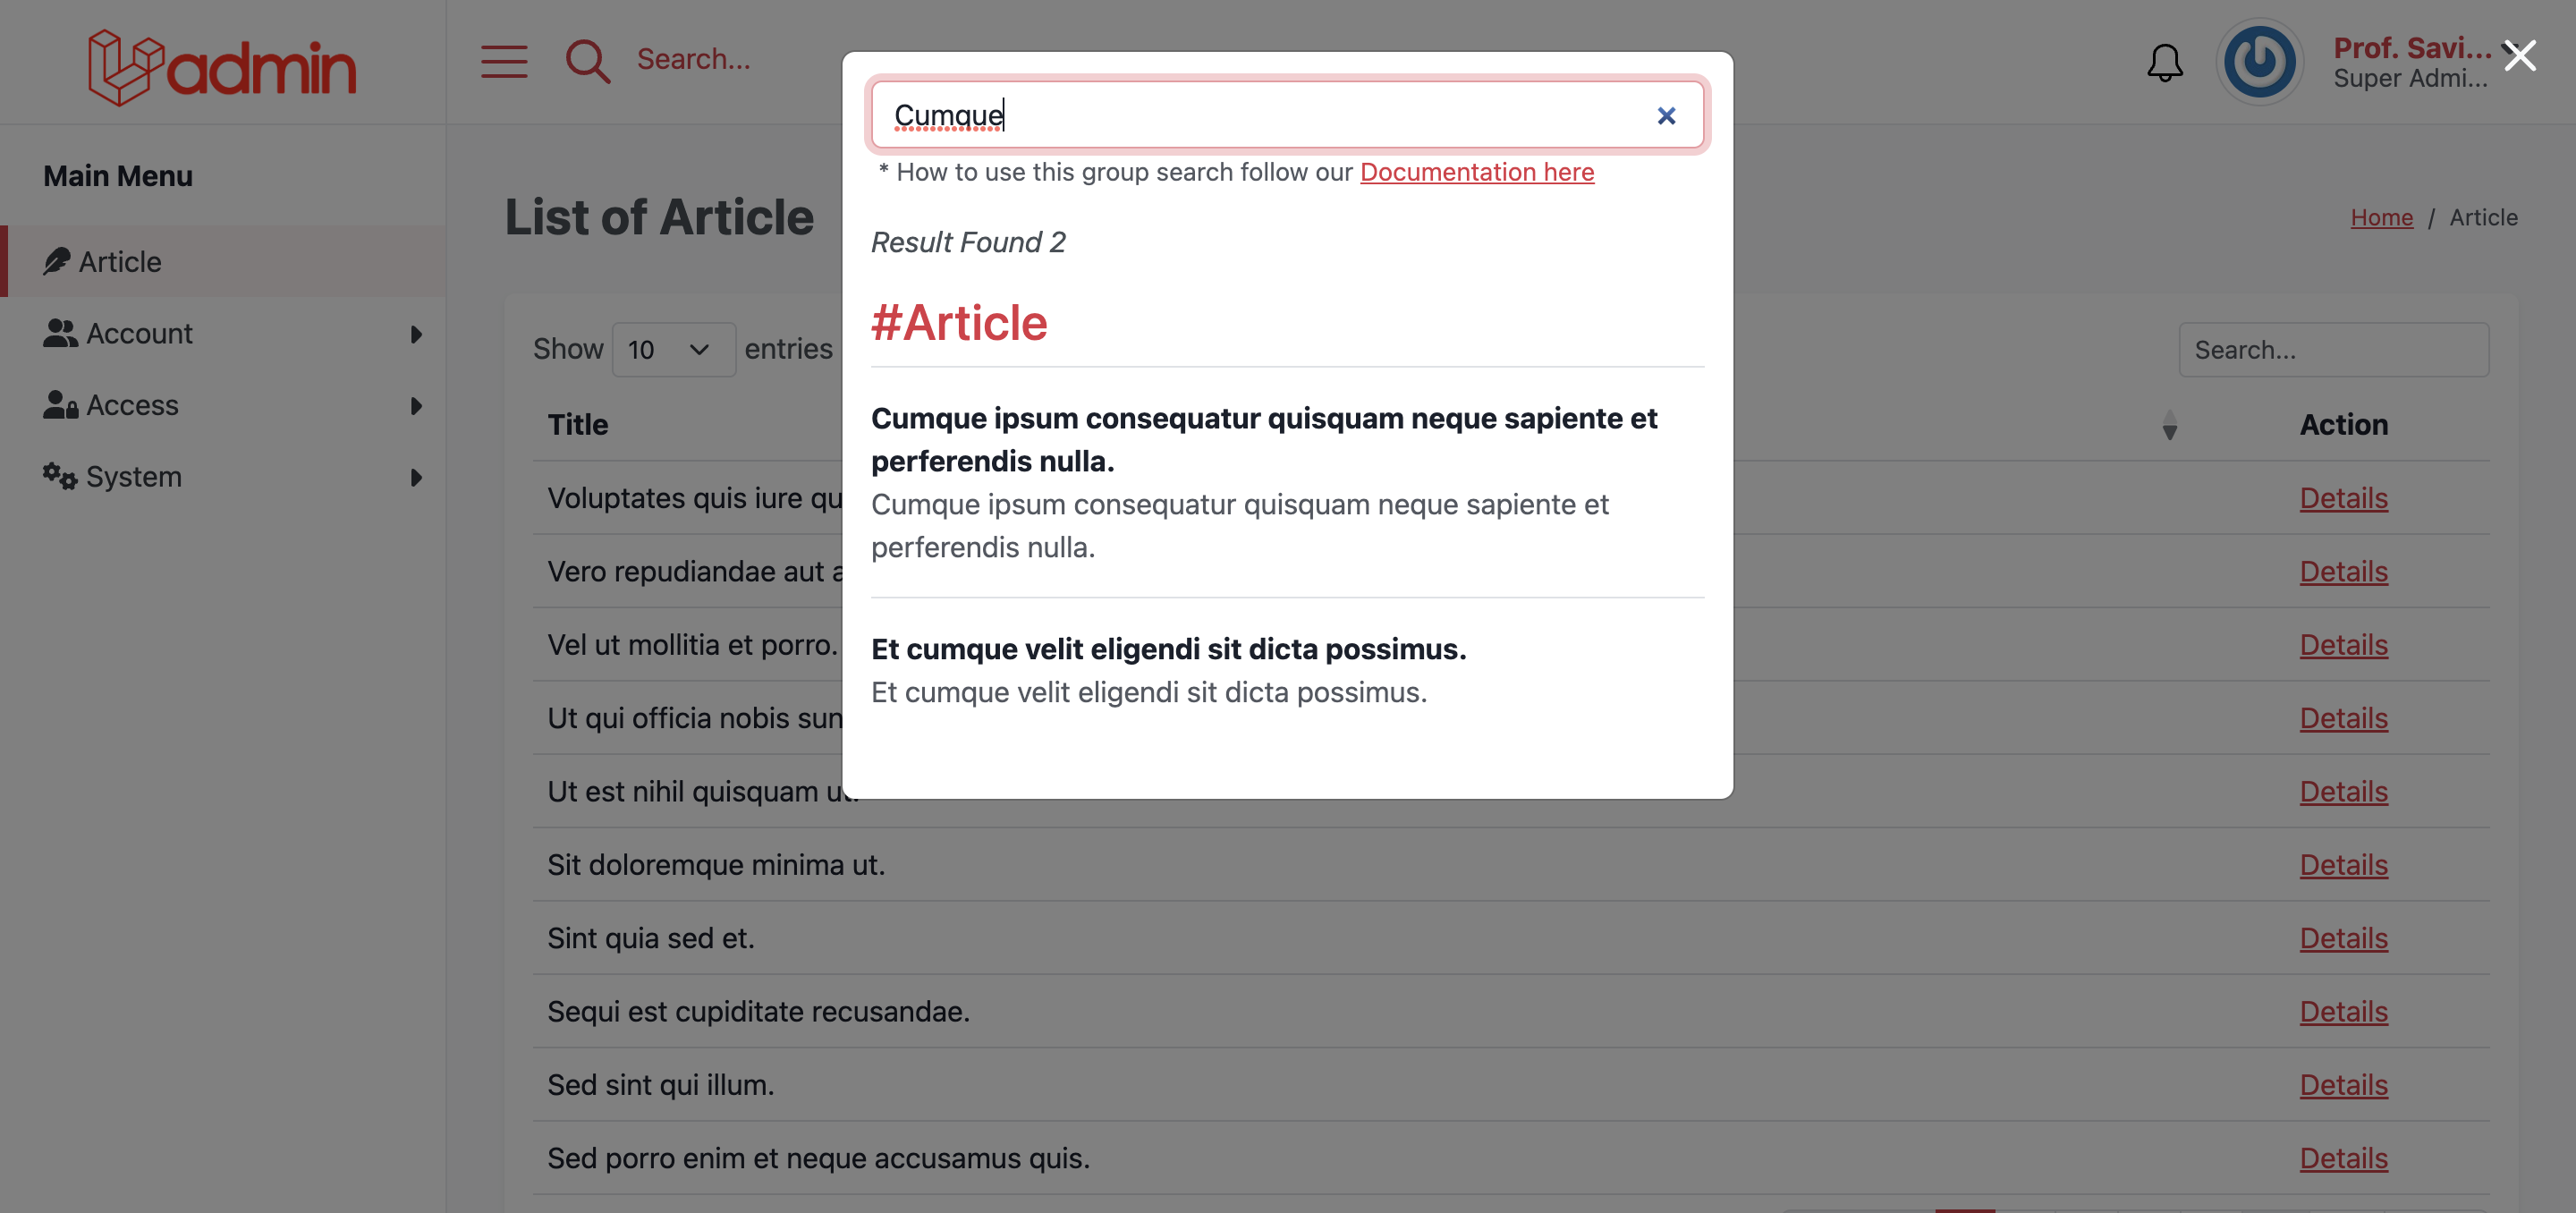 admin
Search...
Prof. Savi...
Super Admi...
Main Menu
Article
Account
Access
System
List of Article
Home / Article
Show 10 entries
Search...
Title
Action
Voluptates quis iure qu
Details
Vero repudiandae aut a
Details
Vel ut mollitia et porro.
Details
Ut qui officia nobis sun
Details
Ut est nihil quisquam ut.
Details
Sit doloremque minima ut.
Details
Sint quia sed et.
Details
Sequi est cupiditate recusandae.
Details
Sed sint qui illum.
Details
Sed porro enim et neque accusamus quis.
Details
Cumque
* How to use this group search follow our Documentation here
Result Found 2
#Article
Cumque ipsum consequatur quisquam neque sapiente et
perferendis nulla.
Cumque ipsum consequatur quisquam neque sapiente et
perferendis nulla.
Et cumque velit eligendi sit dicta possimus.
Et cumque velit eligendi sit dicta possimus.